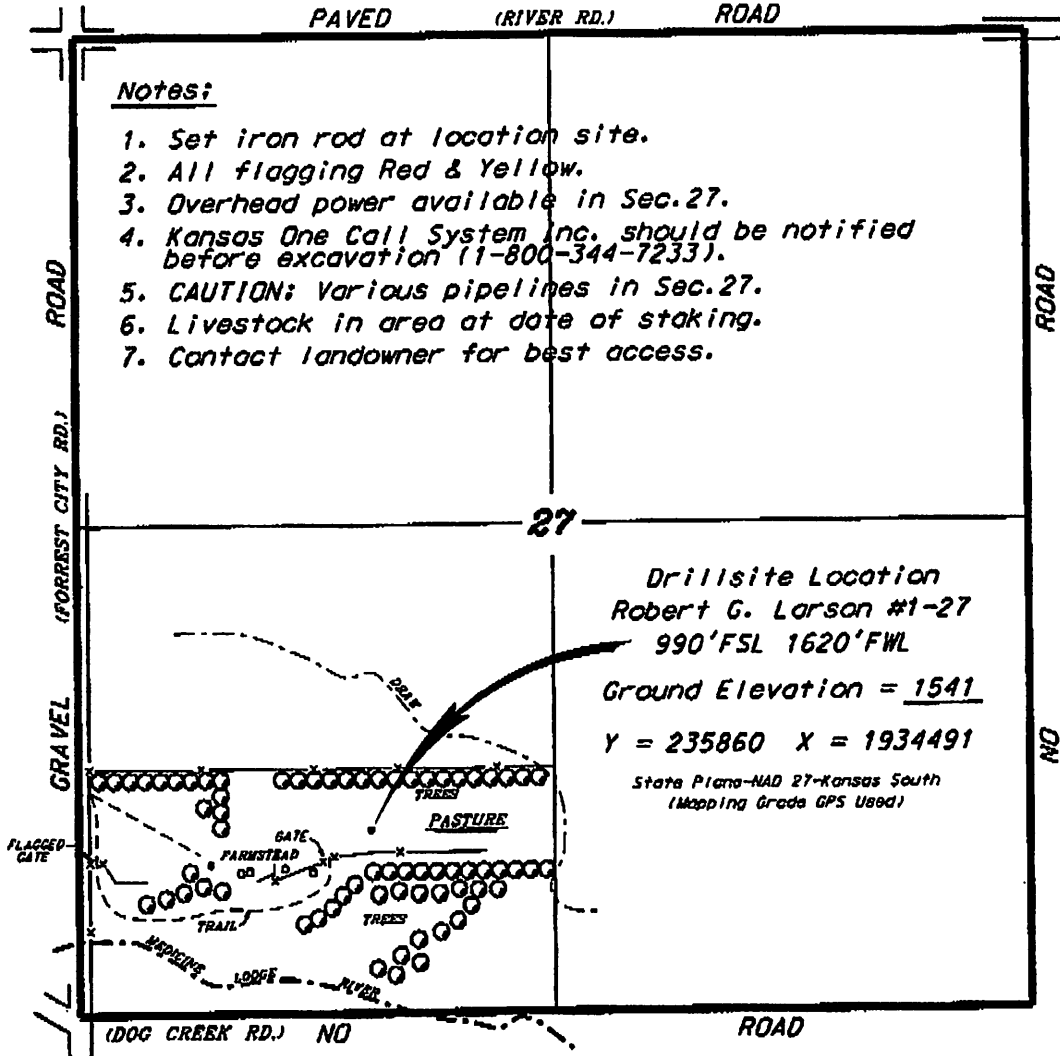 PAVED (RIVER RD.) ROAD
Notes:
1. Set iron rod at location site.
2. All flagging Red & Yellow.
3. Overhead power available in Sec.27.
4. Kansas One Call System Inc. should be notified
before excavation (1-800-344-7233).
5. CAUTION: Various pipelines in Sec.27.
6. Livestock in area at date of staking.
7. Contact landowner for best access.
ROAD
(FORREST CITY RD.)
GRAVEL
ROAD
NO
27
Drillsite Location
Robert G. Larson #1-27
990'FSL 1620'FWL
Ground Elevation = 1541
Y = 235860 X = 1934491
State Plane-NAD 27-Kansas South
(Mapping Grade GPS Used)
DRAW
TREES
PASTURE
GATE
FLAGGED
GATE
FARMSTEAD
TRAIL
TREES
MEDICINE LODGE RIVER
(DOG CREEK RD.) NO ROAD